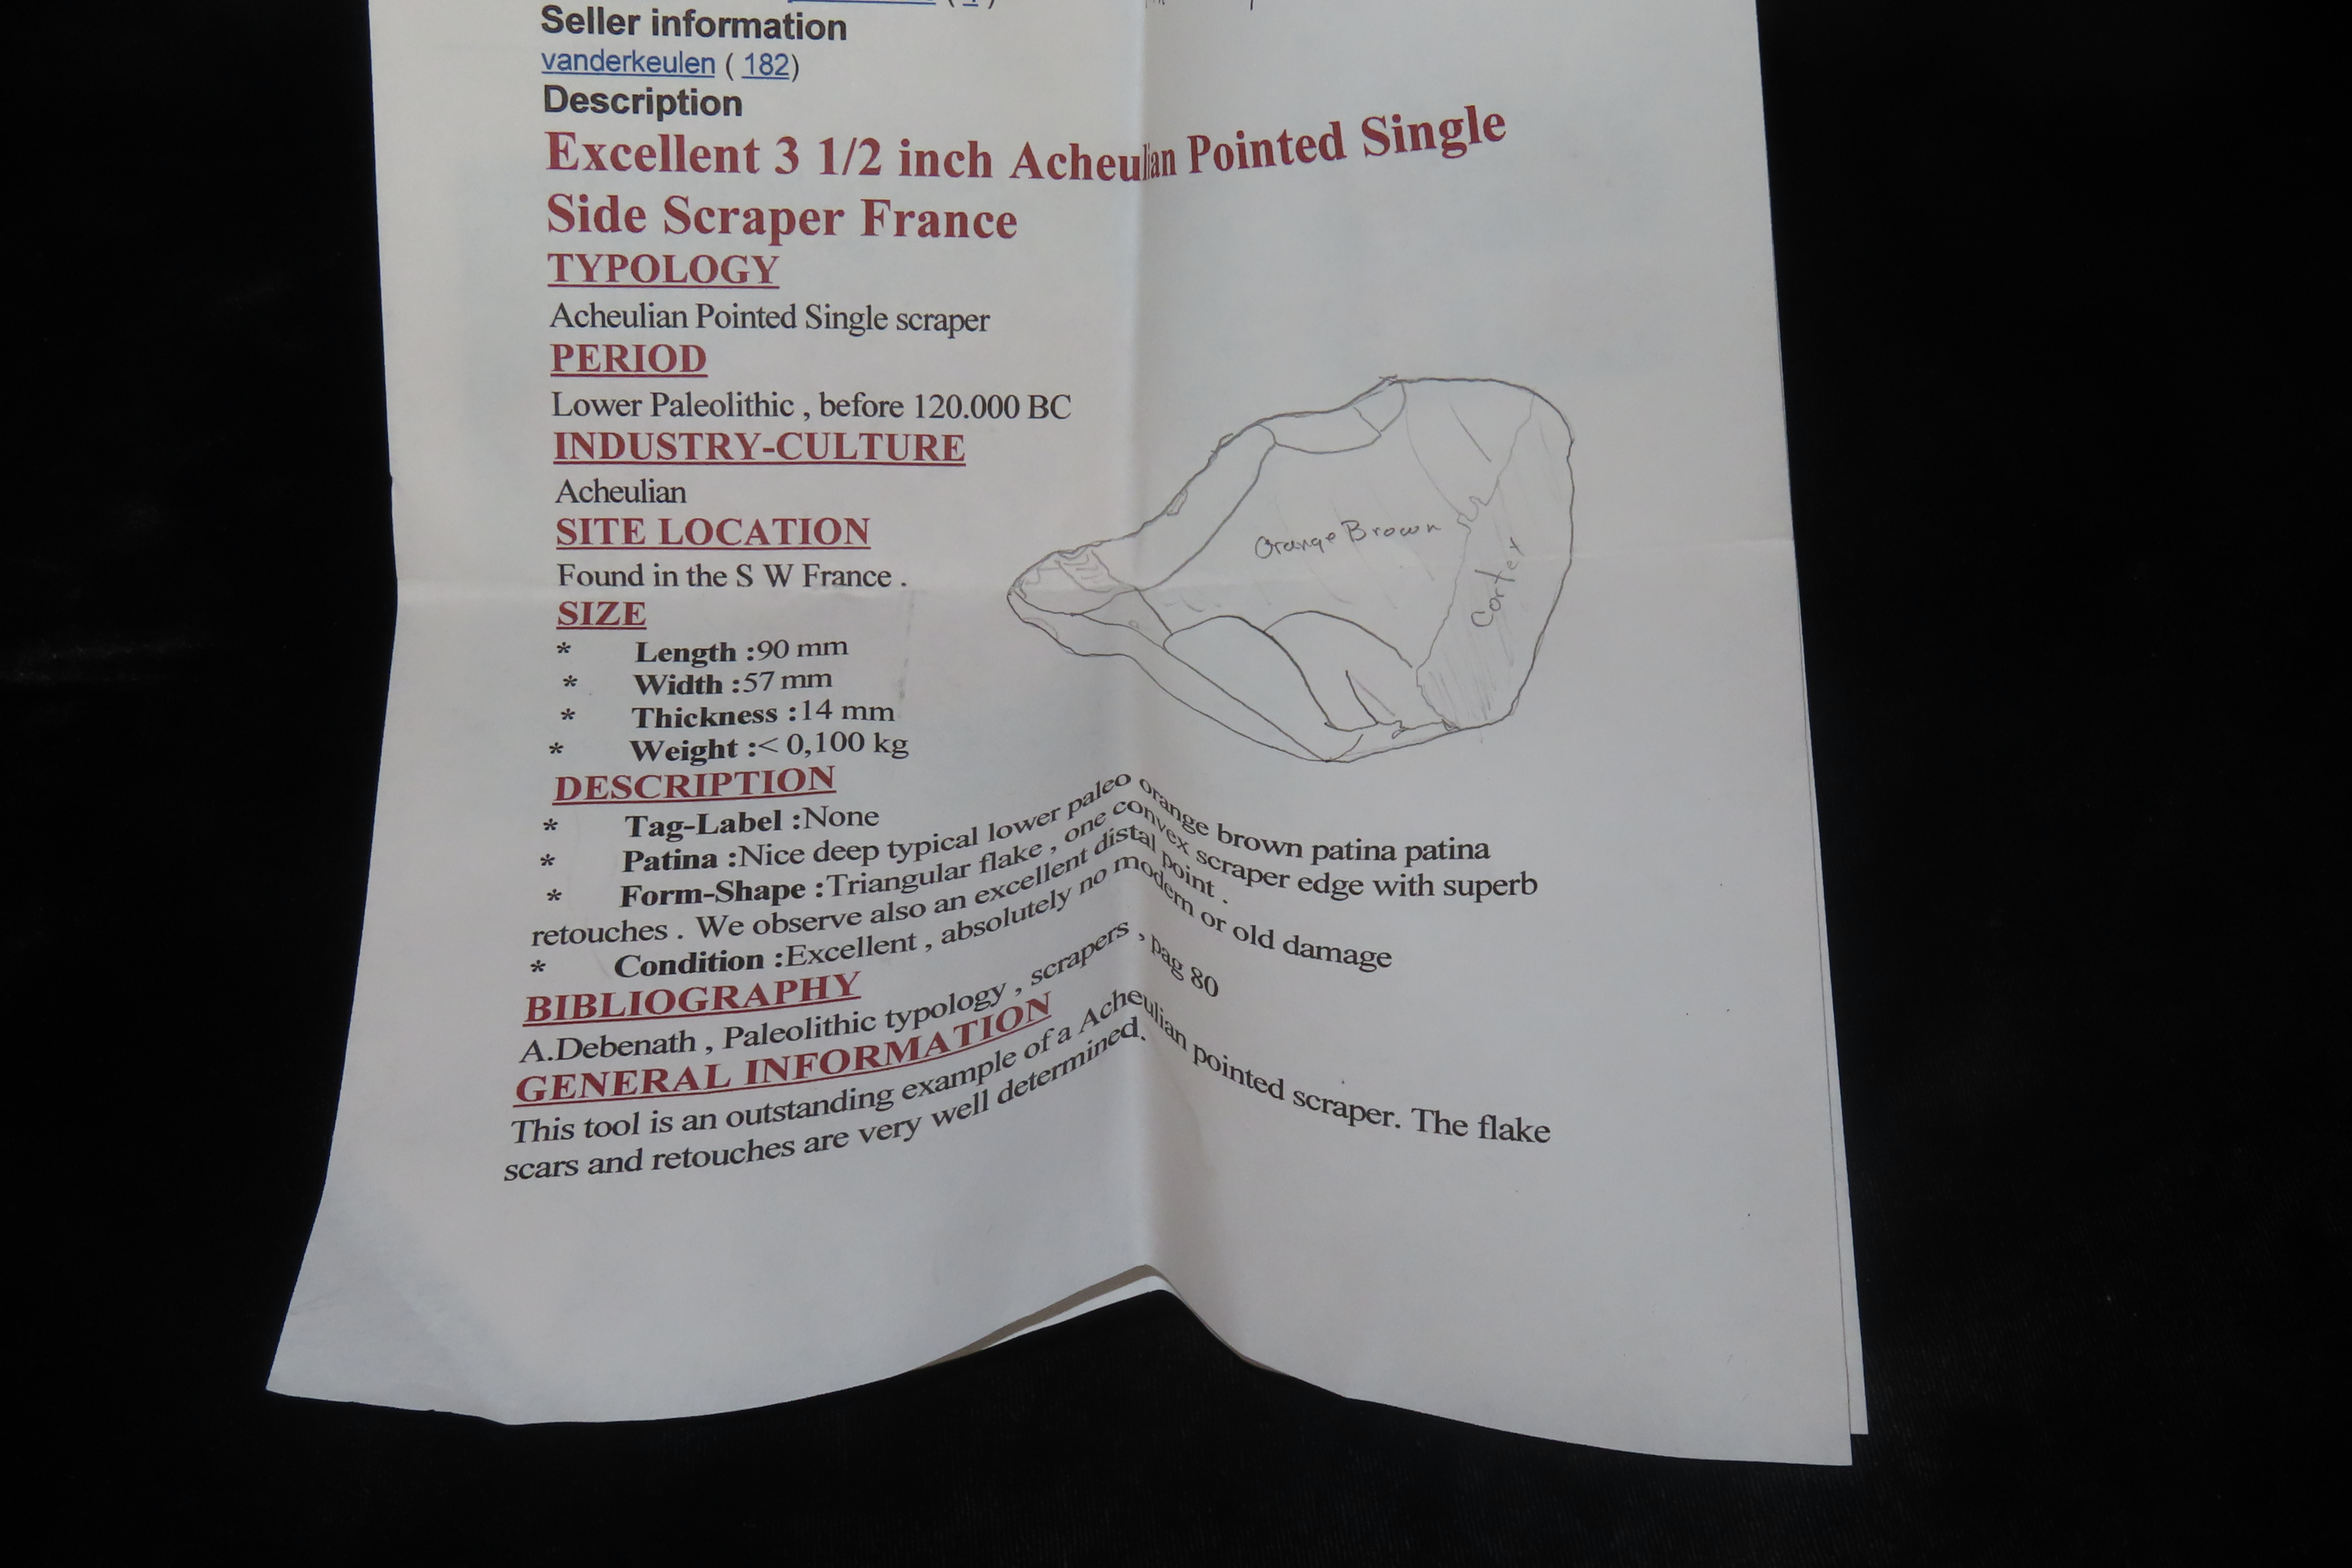 Seller information
vanderkeulen ( 182)
Description
Excellent 3 1/2 inch Acheulian Pointed Single
Side Scraper France
TYPOLOGY
Acheulian Pointed Single scraper
PERIOD
Lower Paleolithic , before 120.000 BC
INDUSTRY-CULTURE
Acheulian
SITE LOCATION
Found in the S W France .
SIZE
* Length :90 mm
* Width :57 mm
* Thickness :14 mm
* Weight :< 0,100 kg
Orange Brown
Cortex
DESCRIPTION
* Tag-Label :None
* Patina :Nice deep typical lower paleo orange brown patina patina
* Form-Shape :Triangular flake , one convex scraper edge with superb
retouches . We observe also an excellent distal point .
* Condition :Excellent , absolutely no modern or old damage
BIBLIOGRAPHY
A.Debenath , Paleolithic typology , scrapers , pag 80
GENERAL INFORMATION
This tool is an outstanding example of a Acheulian pointed scraper. The flake
scars and retouches are very well determined.